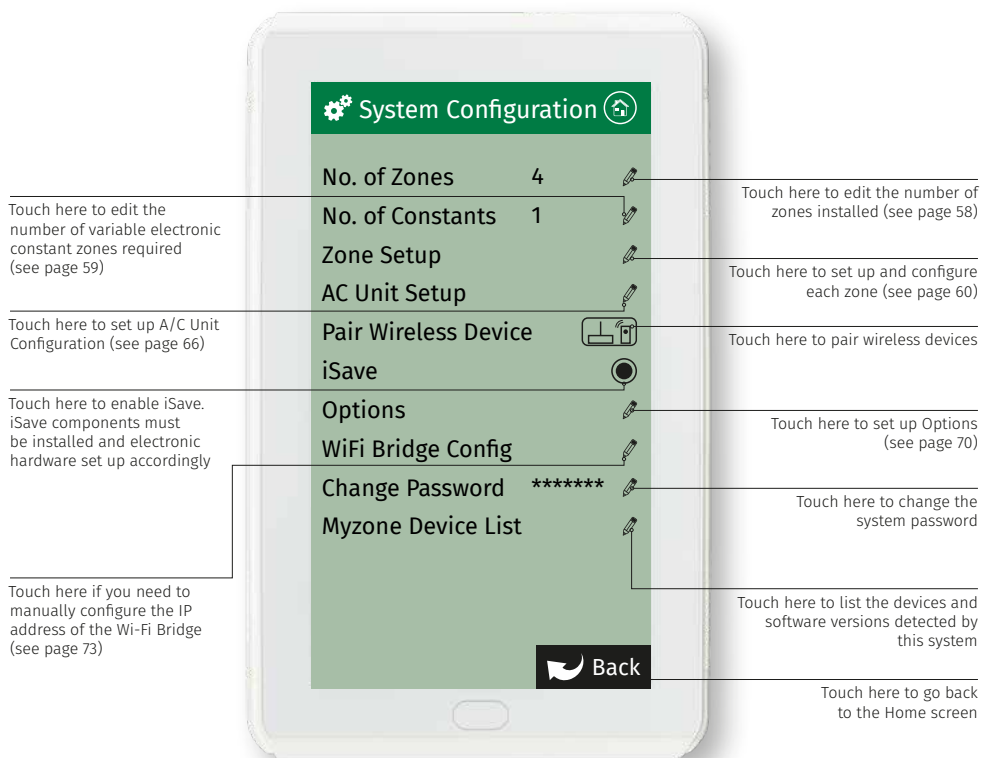 System Configuration
No. of Zones 4
No. of Constants 1
Zone Setup
AC Unit Setup
Pair Wireless Device
iSave
Options
WiFi Bridge Config
Change Password *******
Myzone Device List
Back
Touch here to edit the
number of variable electronic
constant zones required
(see page 59)
Touch here to set up A/C Unit
Configuration (see page 66)
Touch here to enable iSave.
iSave components must
be installed and electronic
hardware set up accordingly
Touch here if you need to
manually configure the IP
address of the Wi-Fi Bridge
(see page 73)
Touch here to edit the number of
zones installed (see page 58)
Touch here to set up and configure
each zone (see page 60)
Touch here to pair wireless devices
Touch here to set up Options
(see page 70)
Touch here to change the
system password
Touch here to list the devices and
software versions detected by
this system
Touch here to go back
to the Home screen